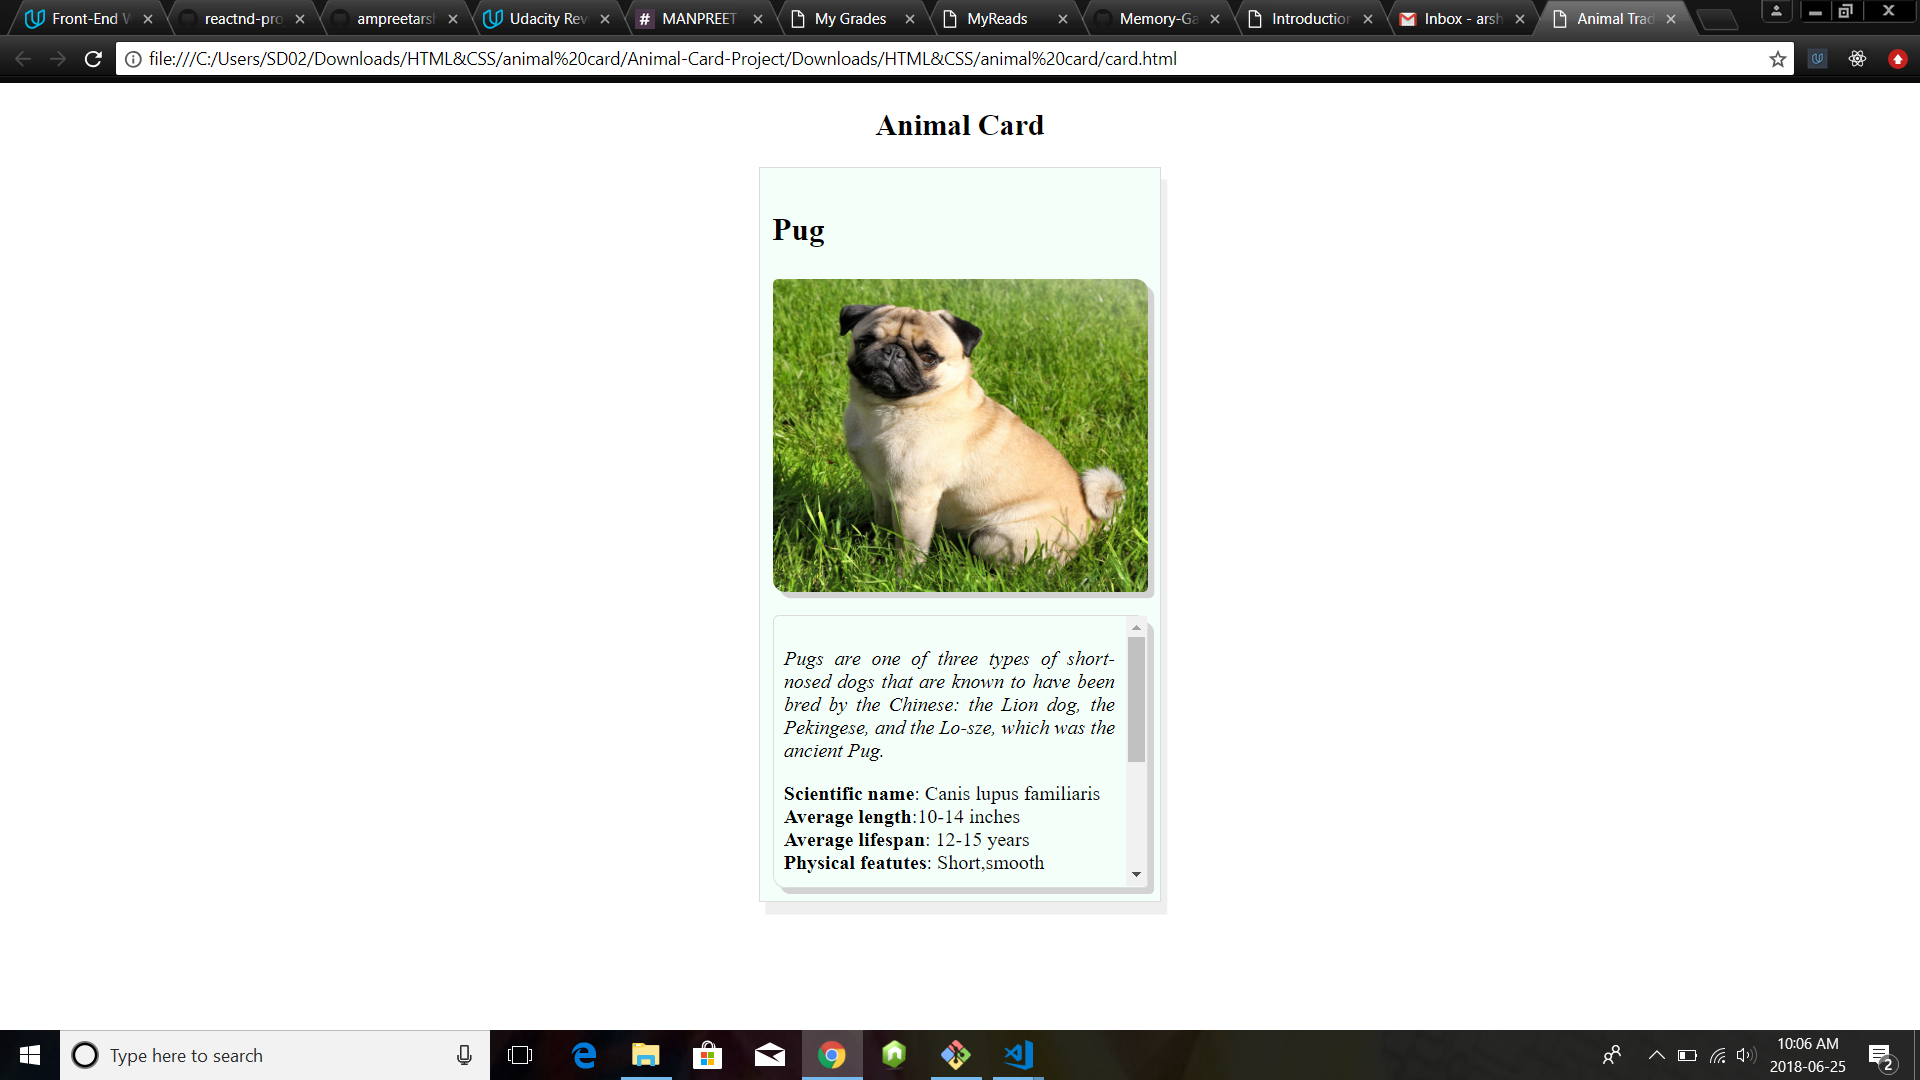 Front-End W
reactnd-pro
ampreetarsh
Udacity Rev
MANPREET
My Grades
MyReads
Memory-Ga
Introduction
Inbox - arsh
Animal Trad
file:///C:/Users/SD02/Downloads/HTML&CSS/animal%20card/Animal-Card-Project/Downloads/HTML&CSS/animal%20card/card.html
Animal Card
Pug
Pugs are one of three types of short-
nosed dogs that are known to have been
bred by the Chinese: the Lion dog, the
Pekingese, and the Lo-sze, which was the
ancient Pug.
Scientific name: Canis lupus familiaris
Average length:10-14 inches
Average lifespan: 12-15 years
Physical featutes: Short,smooth
Type here to search
10:06 AM
2018-06-25
2